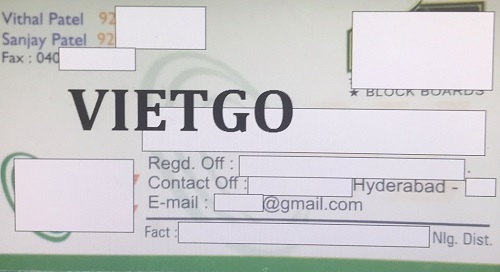 Vithal Patel 92
Sanjay Patel 92
Fax : 040
★ BLOCK BOARDS
VIETGO
Regd. Off : .
Contact Off : Hyderabad -
E-mail : @gmail.com
Fact : Nlg. Dist.